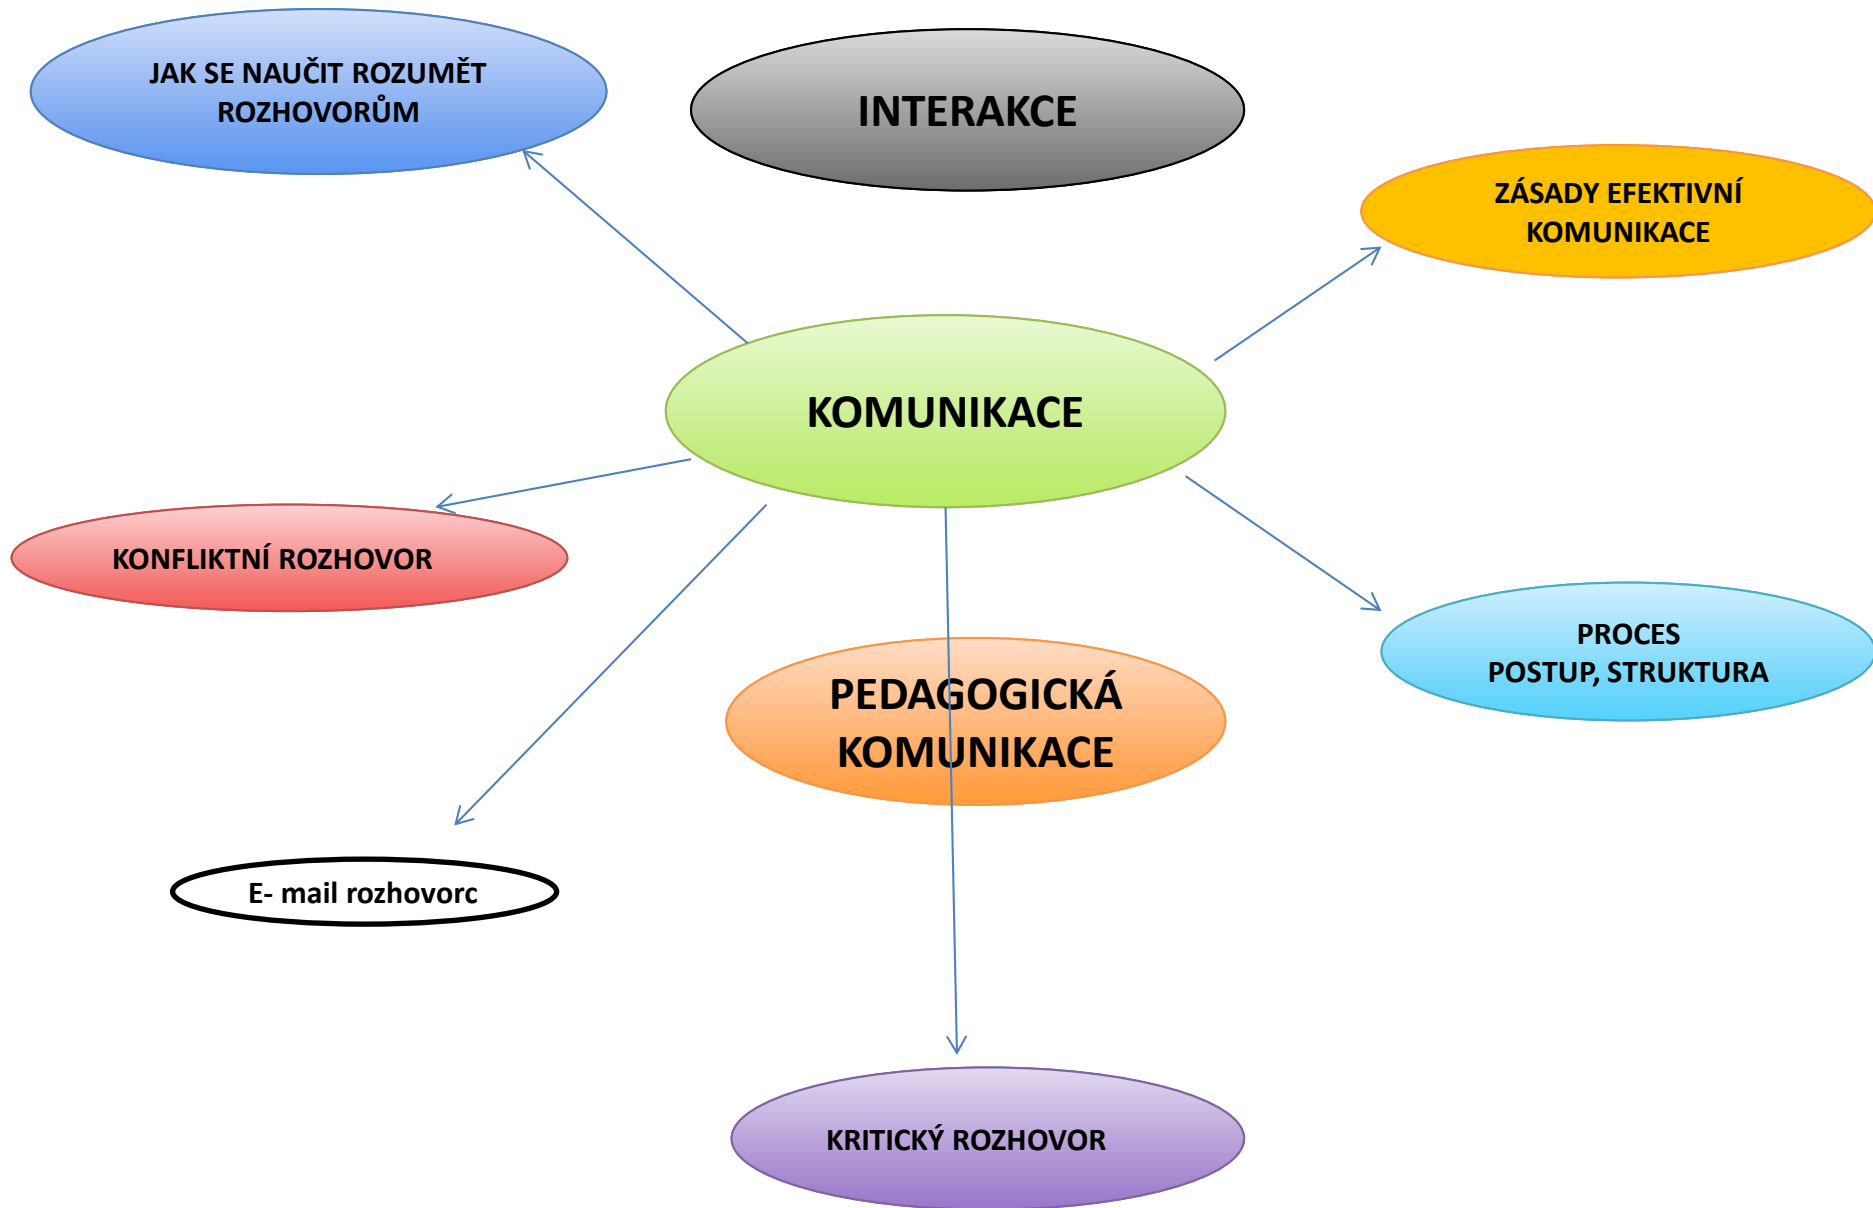 JAK SE NAUČIT ROZUMĚT
ROZHOVORŮM
INTERAKCE
ZÁSADY EFEKTIVNÍ
KOMUNIKACE
KOMUNIKACE
KONFLIKTNÍ ROZHOVOR
PROCES
POSTUP, STRUKTURA
PEDAGOGICKÁ
KOMUNIKACE
E- mail rozhovorc
KRITICKÝ ROZHOVOR